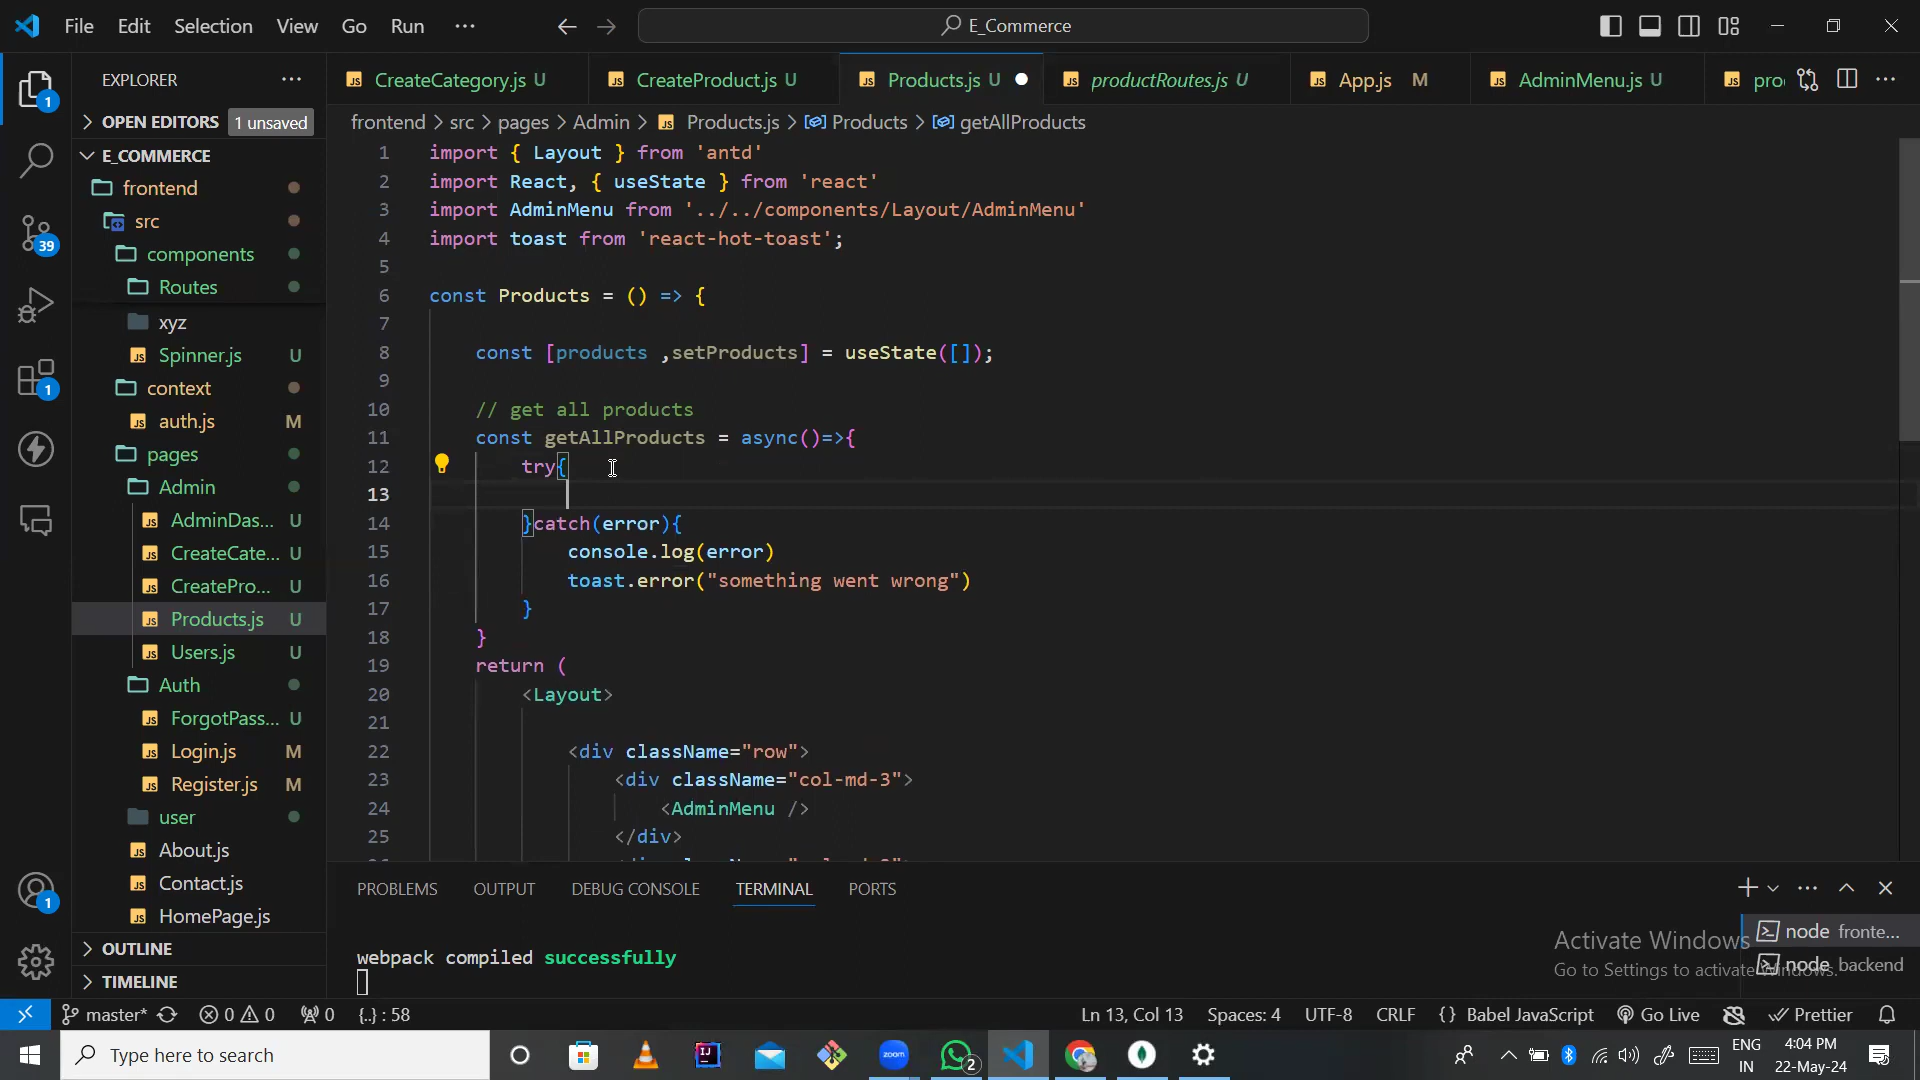 File Edit Selection View Go Run ··· E_Commerce
EXPLORER ···
CreateCategory.js U CreateProduct.js U Products.js U productRoutes.js U App.js M AdminMenu.js U pro ···
OPEN EDITORS 1 unsaved
frontend > src > pages > Admin > Products.js > Products > getAllProducts
E_COMMERCE
frontend
src
components
Routes
xyz
Spinner.js U
context
auth.js M
pages
Admin
AdminDas... U
CreateCate... U
CreatePro... U
Products.js U
Users.js U
Auth
ForgotPass... U
Login.js M
Register.js M
user
About.js
Contact.js
HomePage.js
OUTLINE
TIMELINE
1 import { Layout } from 'antd'
2 import React, { useState } from 'react'
3 import AdminMenu from '../../components/Layout/AdminMenu'
4 import toast from 'react-hot-toast';
5
6 const Products = () => {
7
8 const [products ,setProducts] = useState([]);
9
10 // get all products
11 const getAllProducts = async()=>{
12 try{
13
14 }catch(error){
15 console.log(error)
16 toast.error("something went wrong")
17 }
18 }
19 return (
20 <Layout>
21
22 <div className="row">
23 <div className="col-md-3">
24 <AdminMenu />
25 </div>
PROBLEMS OUTPUT DEBUG CONSOLE TERMINAL PORTS
webpack compiled successfully
node fronte...
node backend
Activate Windows
Go to Settings to activate Windows.
1
39
1
1
master* 0 0 0 {..} : 58 Ln 13, Col 13 Spaces: 4 UTF-8 CRLF {} Babel JavaScript Go Live Prettier
Type here to search
zoom
2
ENG
IN
4:04 PM
22-May-24